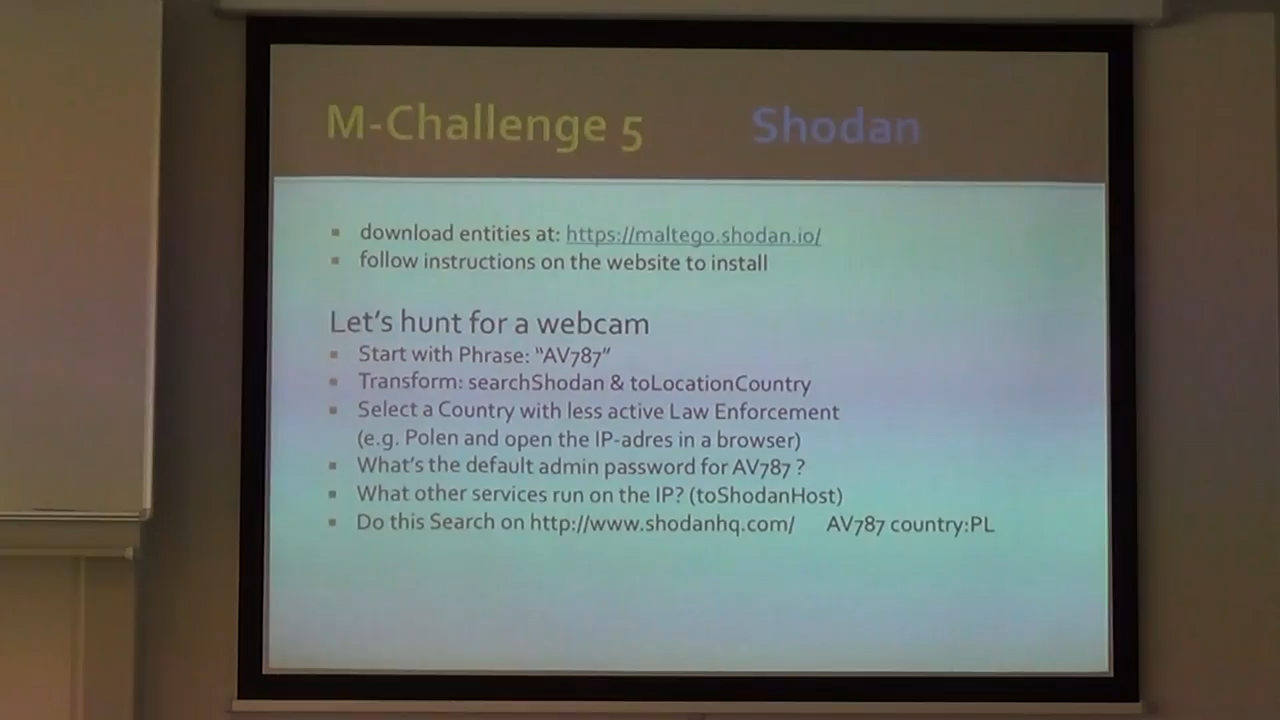 M-Challenge 5 Shodan
download entities at: https://maltego.shodan.io/
follow instructions on the website to install
Let's hunt for a webcam
Start with Phrase: "AV787"
Transform: searchShodan & toLocationCountry
Select a Country with less active Law Enforcement
(e.g. Polen and open the IP-adres in a browser)
What's the default admin password for AV787 ?
What other services run on the IP? (toShodanHost)
Do this Search on http://www.shodanhq.com/ AV787 country:PL